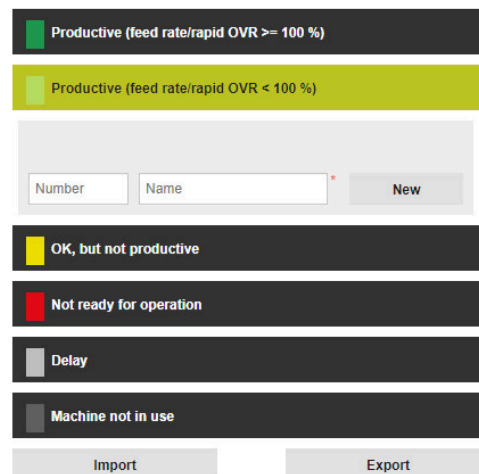 Productive (feed rate/rapid OVR >= 100 %)
Productive (feed rate/rapid OVR < 100 %)
*
Number Name New
OK, but not productive
Not ready for operation
Delay
Machine not in use
Import Export